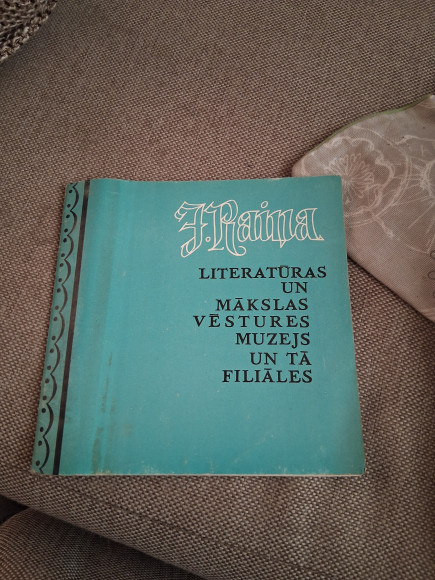 J. Raiņa
LITERATŪRAS
UN
MĀKSLAS
VĒSTURES
MUZEJS
UN TĀ
FILIĀLES